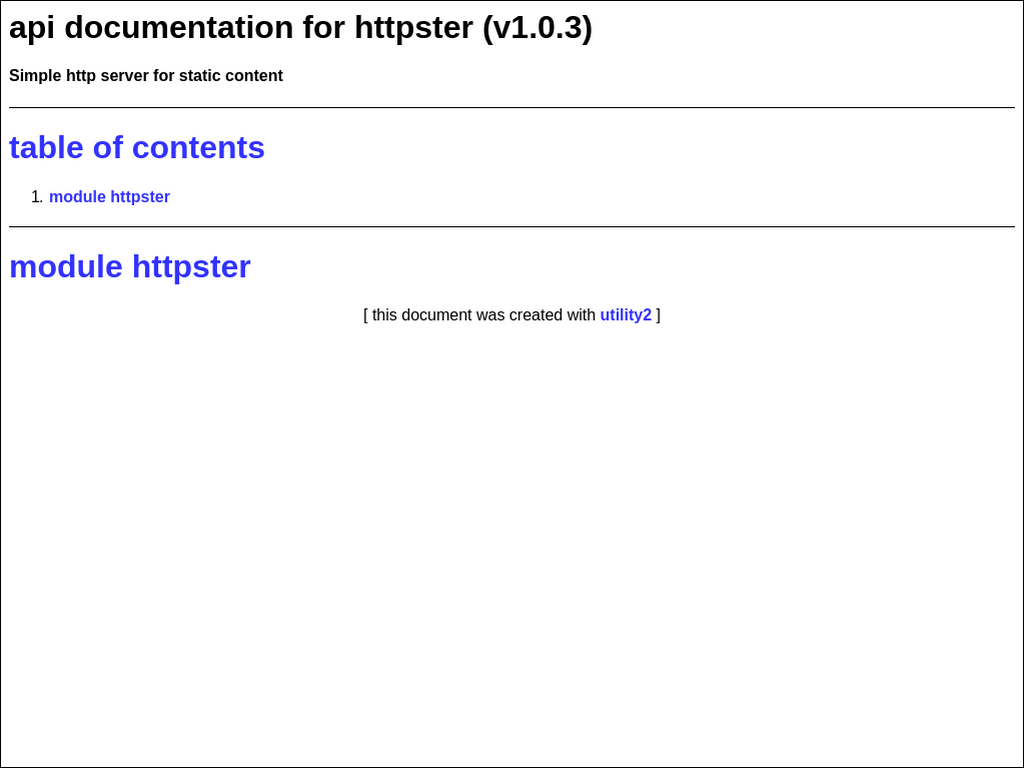 api documentation for httpster (v1.0.3)
Simple http server for static content
table of contents
1. module httpster
module httpster
[ this document was created with utility2 ]